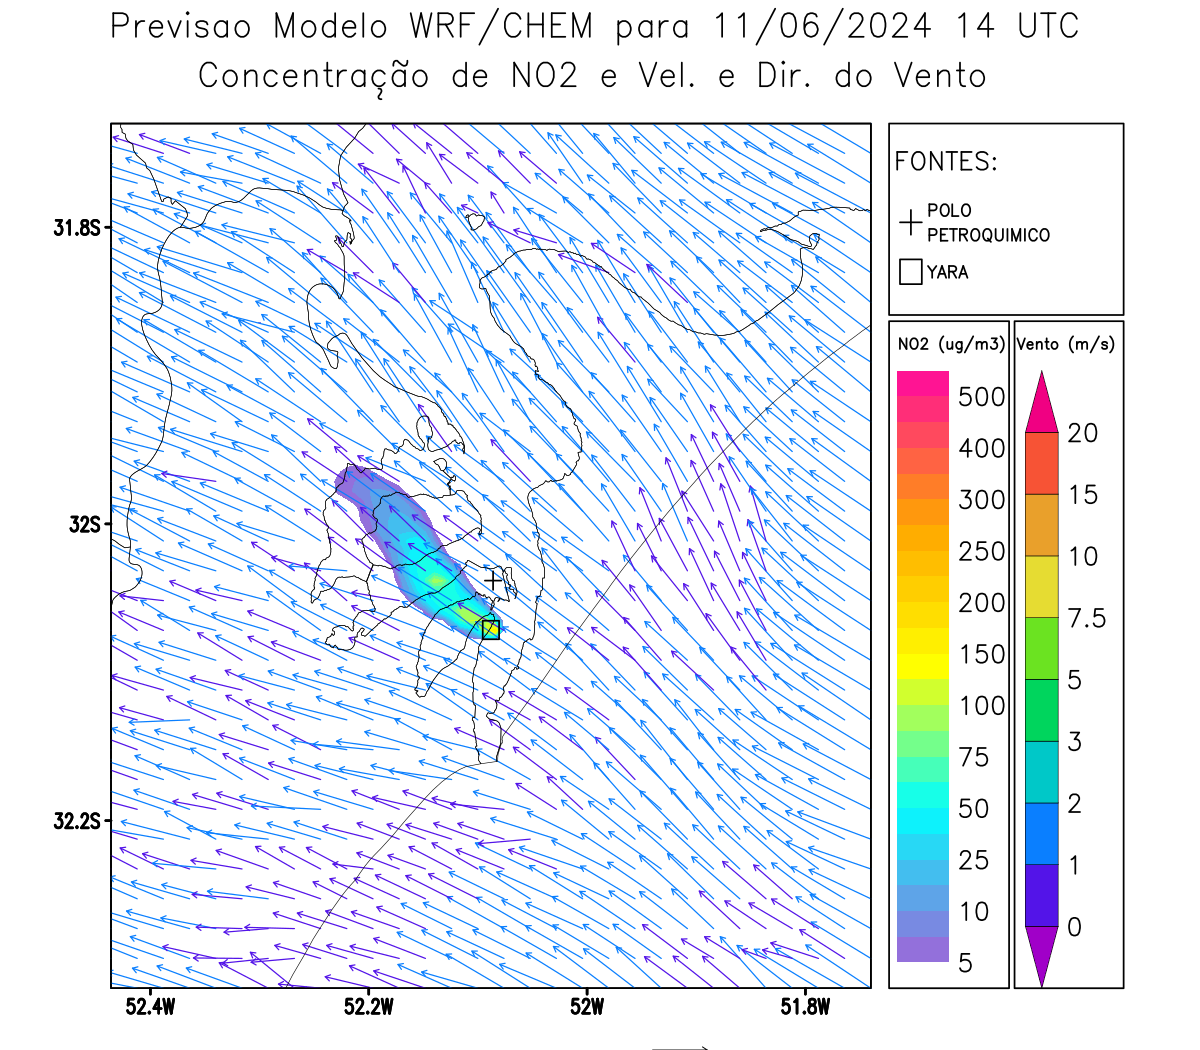 Previsao Modelo WRF/CHEM para 11/06/2024 14 UTC
Concentração de NO2 e Vel. e Dir. do Vento
FONTES:
POLO
PETROQUIMICO
YARA
31.8S
32S
32.2S
52.4W
52.2W
52W
51.8W
NO2 (ug/m3)
500
400
300
250
200
150
100
75
50
25
10
5
Vento (m/s)
20
15
10
7.5
5
3
2
1
0